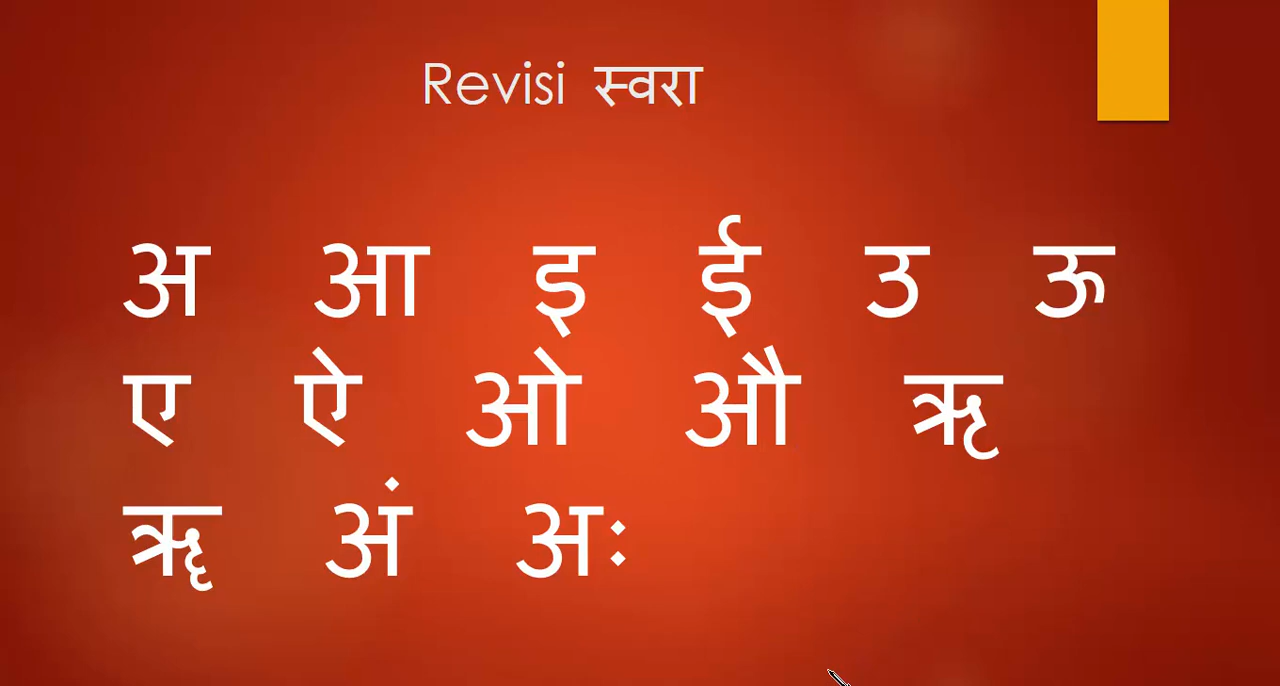 Revisi स्वरा
अ आ इ ई उ ऊ
ए ऐ ओ औ ऋ
ॠ अं अः